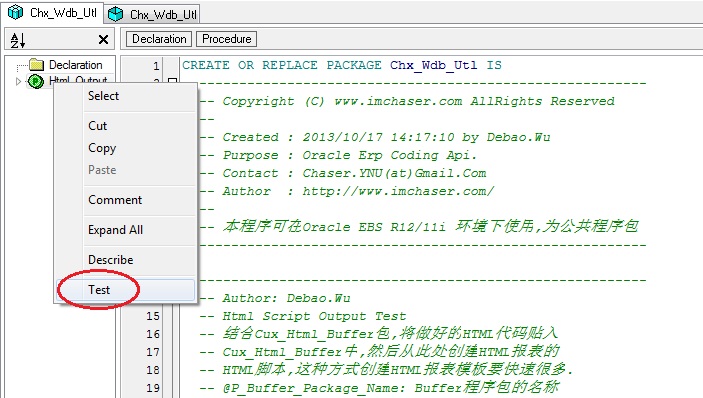 Chx_Wdb_Utl
Chx_Wdb_Utl
Declaration
Procedure
Declaration
Html_Output
Select
Cut
Copy
Paste
Comment
Expand All
Describe
Test
1 CREATE OR REPLACE PACKAGE Chx_Wdb_Utl IS
2 --------------------------------------------------------
-- Copyright (C) www.imchaser.com AllRights Reserved
--
-- Created : 2013/10/17 14:17:10 by Debao.Wu
-- Purpose : Oracle Erp Coding Api.
-- Contact : Chaser.YNU(at)Gmail.Com
-- Author : http://www.imchaser.com/
--
-- 本程序可在Oracle EBS R12/11i 环境下使用,为公共程序包
--------------------------------------------------------
--------------------------------------------------------
-- Author: Debao.Wu
15 -- Html Script Output Test
16 -- 结合Cux_Html_Buffer包,将做好的HTML代码贴入
17 -- Cux_Html_Buffer中,然后从此处创建HTML报表的
18 -- HTML脚本,这种方式创建HTML报表模板要快速很多.
19 -- @P_Buffer_Package_Name: Buffer程序包的名称